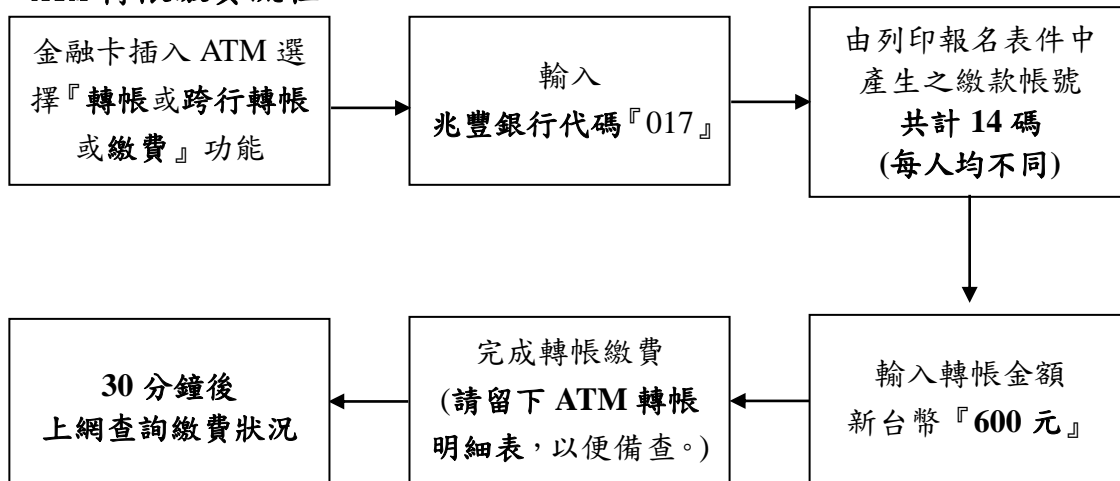 金融卡插入 ATM 選
擇『轉帳或跨行轉帳
或繳費』功能
輸入
兆豐銀行代碼『017』
由列印報名表件中
產生之繳款帳號
共計 14 碼
(每人均不同)
輸入轉帳金額
新台幣『600 元』
完成轉帳繳費
(請留下 ATM 轉帳
明細表，以便備查。)
30 分鐘後
上網查詢繳費狀況